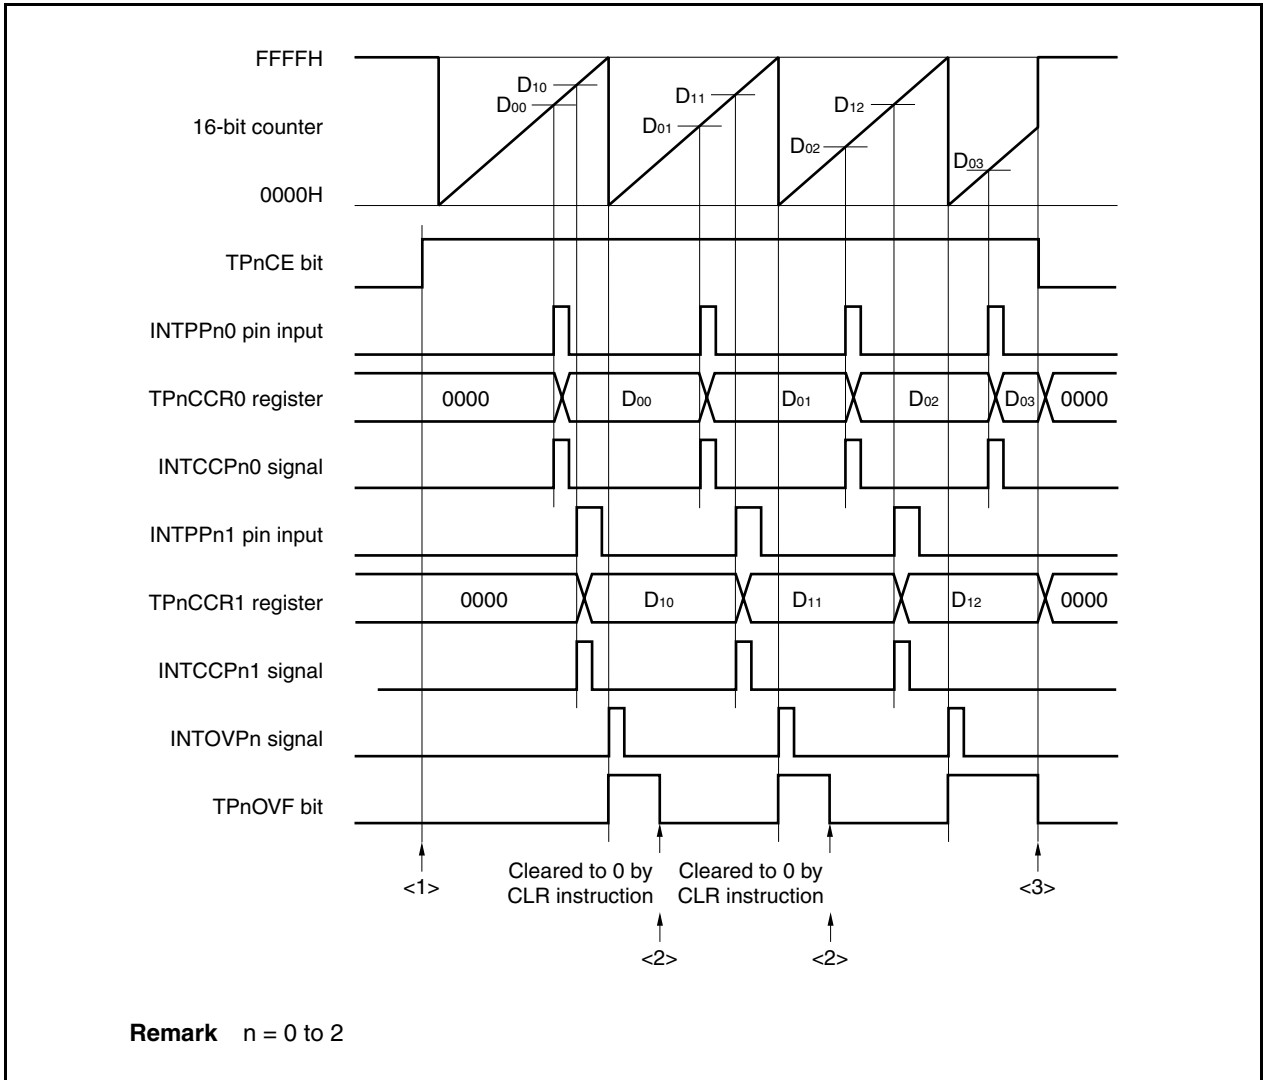 FFFFH
D10
D00
D11
D01
D12
D02
D03
16-bit counter
0000H
TPnCE bit
INTPPn0 pin input
TPnCCR0 register
0000
D00
D01
D02
D03
0000
INTCCPn0 signal
INTPPn1 pin input
TPnCCR1 register
0000
D10
D11
D12
0000
INTCCPn1 signal
INTOVPn signal
TPnOVF bit
<1>
Cleared to 0 by
CLR instruction
<2>
Cleared to 0 by
CLR instruction
<2>
<3>
Remark n = 0 to 2